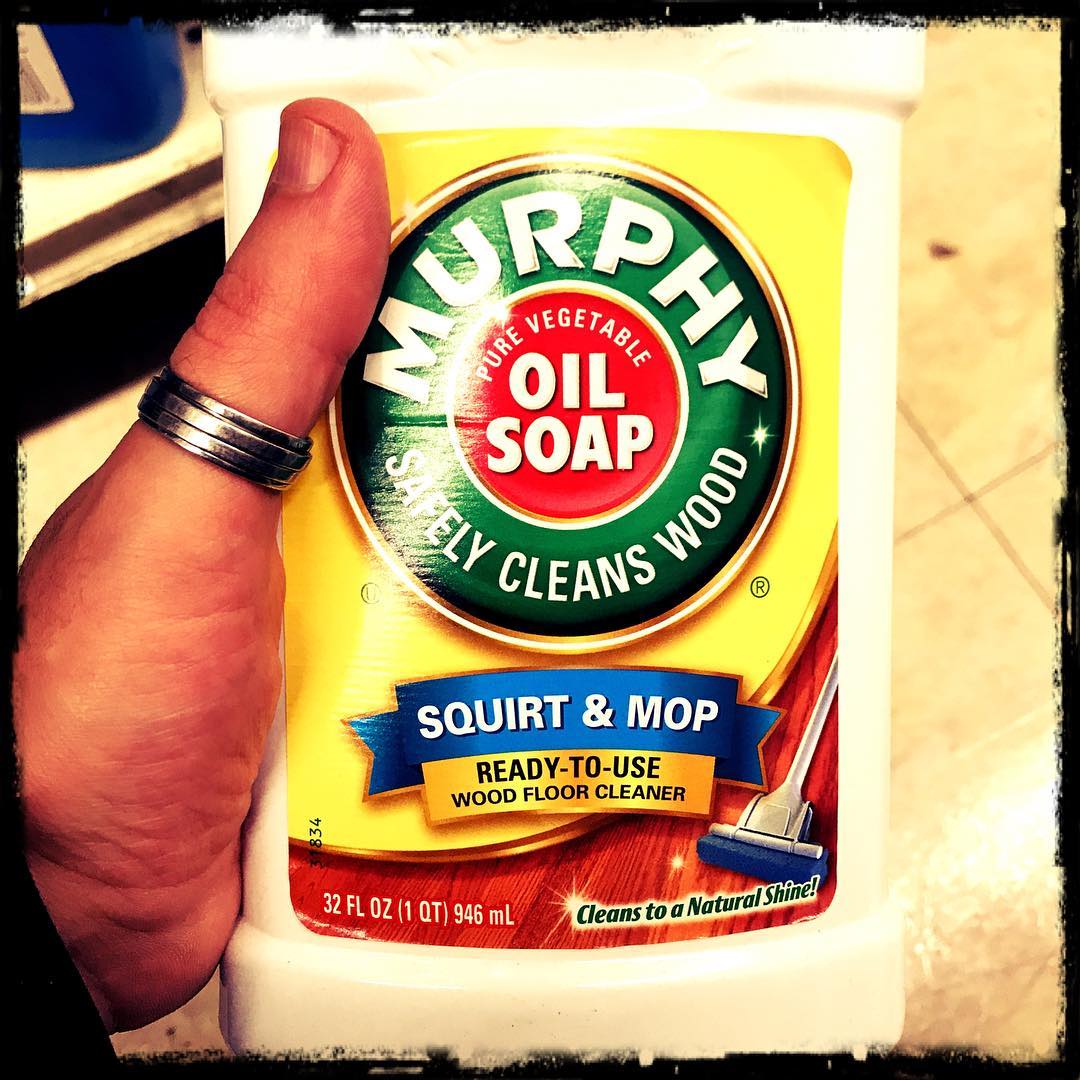 MURPHY
PURE VEGETABLE
OIL
SOAP
SAFELY CLEANS WOOD
®
SQUIRT & MOP
READY-TO-USE
WOOD FLOOR CLEANER
31834
32 FL OZ (1 QT) 946 mL
Cleans to a Natural Shine!